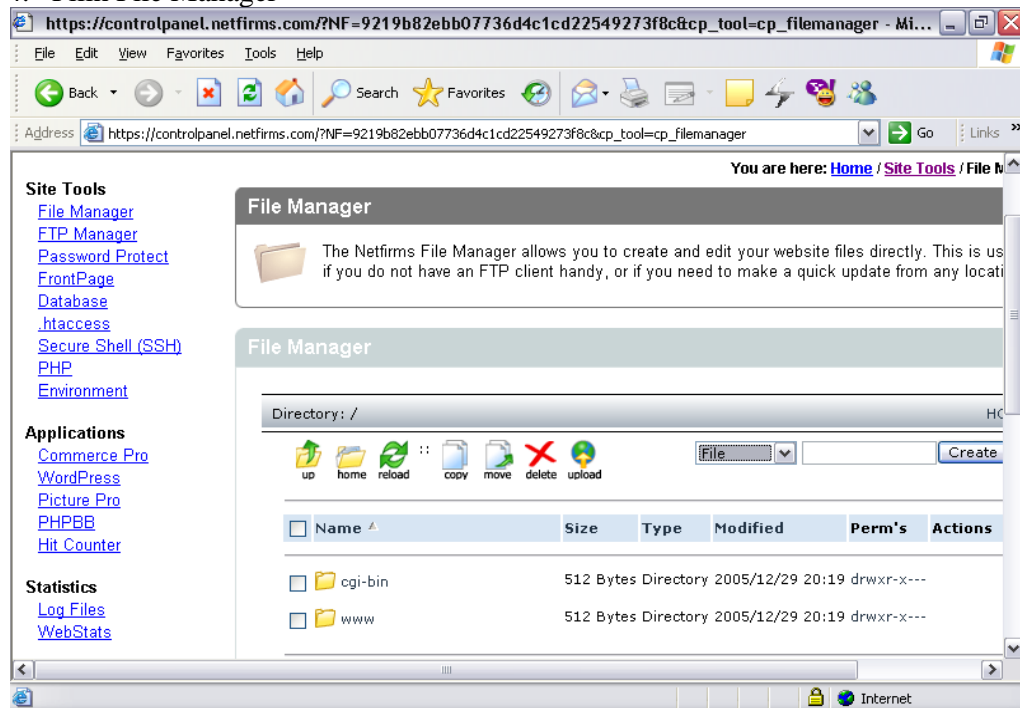 https://controlpanel.netfirms.com/?NF=9219b82ebb07736d4c1cd22549273f8c&cp_tool=cp_filemanager - Mi...
File Edit View Favorites Tools Help
Back Search Favorites
Address https://controlpanel.netfirms.com/?NF=9219b82ebb07736d4c1cd22549273f8c&cp_tool=cp_filemanager Go Links »
You are here: Home / Site Tools / File M
Site Tools
File Manager
FTP Manager
Password Protect
FrontPage
Database
.htaccess
Secure Shell (SSH)
PHP
Environment
Applications
Commerce Pro
WordPress
Picture Pro
PHPBB
Hit Counter
Statistics
Log Files
WebStats
File Manager
The Netfirms File Manager allows you to create and edit your website files directly. This is us
if you do not have an FTP client handy, or if you need to make a quick update from any locati
File Manager
Directory: / HO
up home reload :: copy move delete upload File Create
Name Size Type Modified Perm's Actions
cgi-bin 512 Bytes Directory 2005/12/29 20:19 drwxr-x---
www 512 Bytes Directory 2005/12/29 20:19 drwxr-x---
Internet